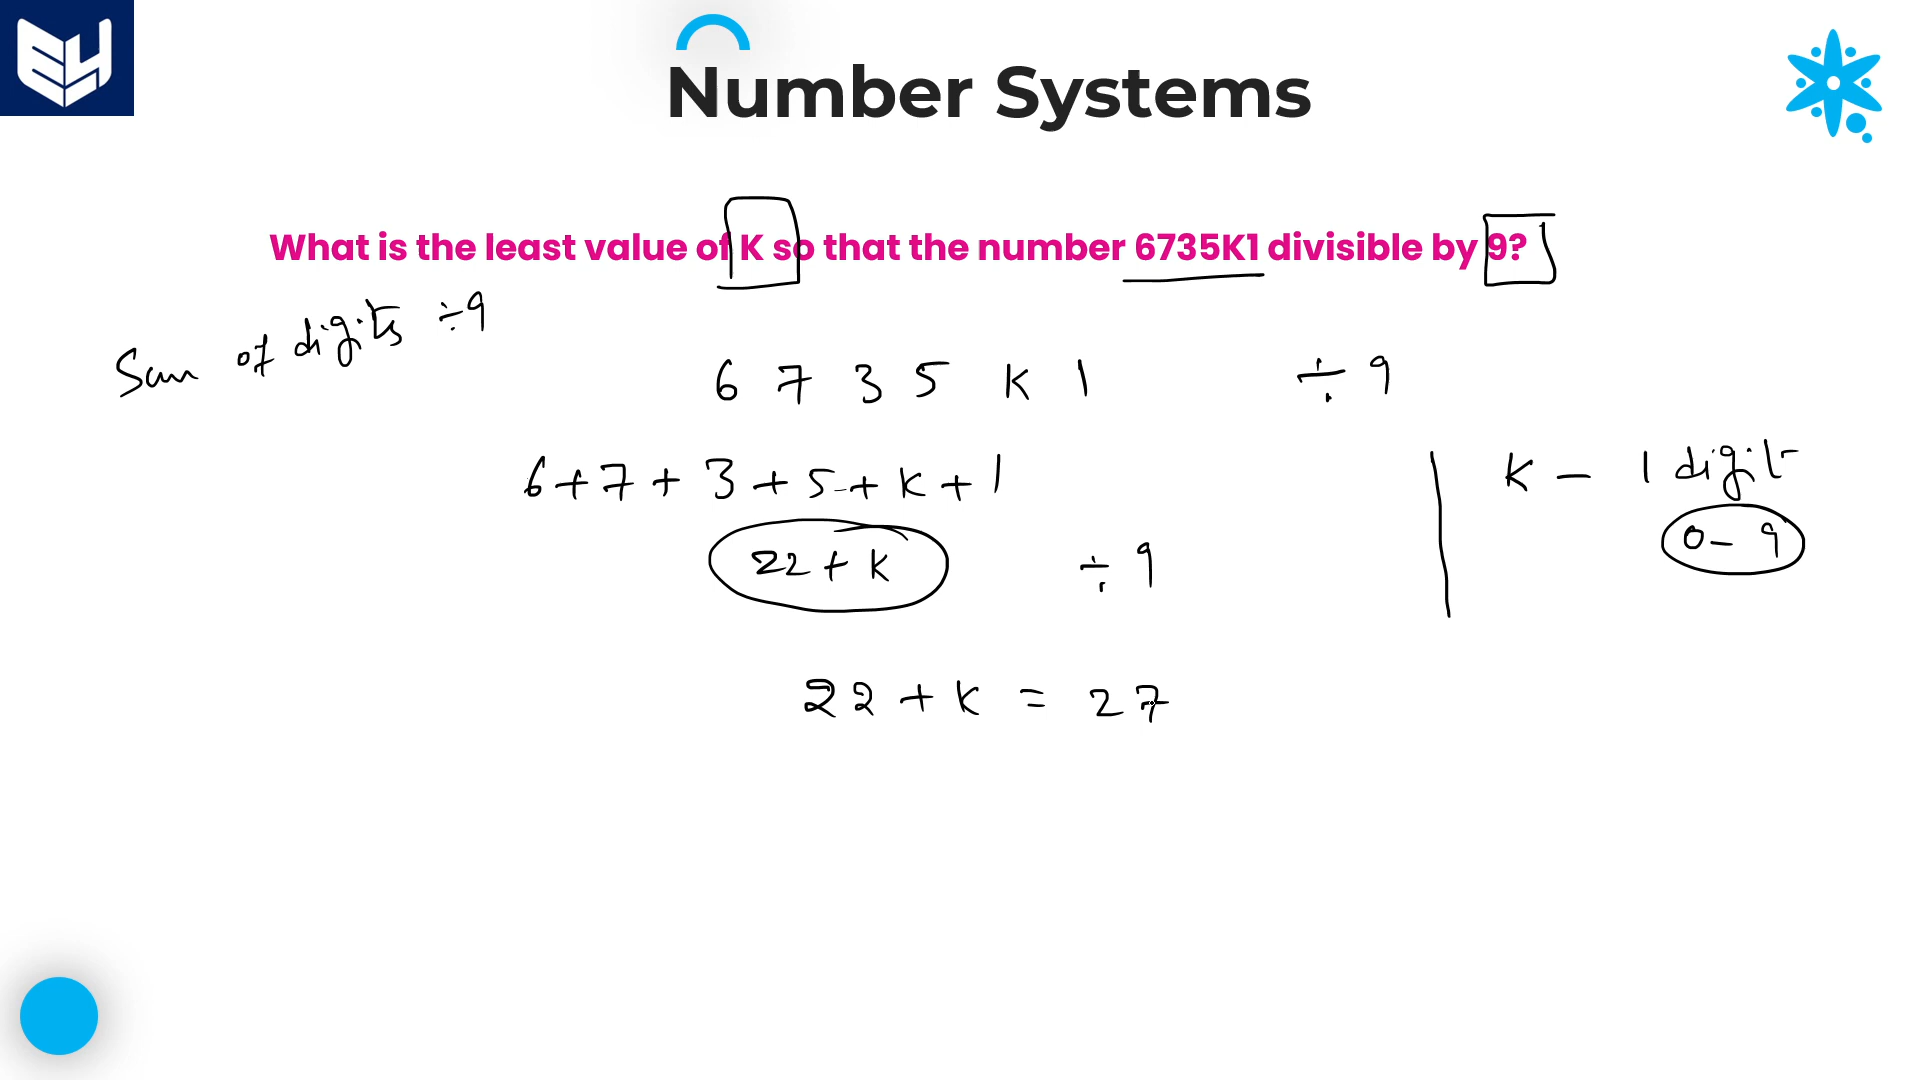 EY
Number Systems
What is the least value of K so that the number 6735K1 divisible by 9?
Sum of digits ÷9
6 7 3 5 K 1 ÷ 9
6+7+3+5+K+1
K - 1 digit
0-9
22+K ÷ 9
22+K = 27